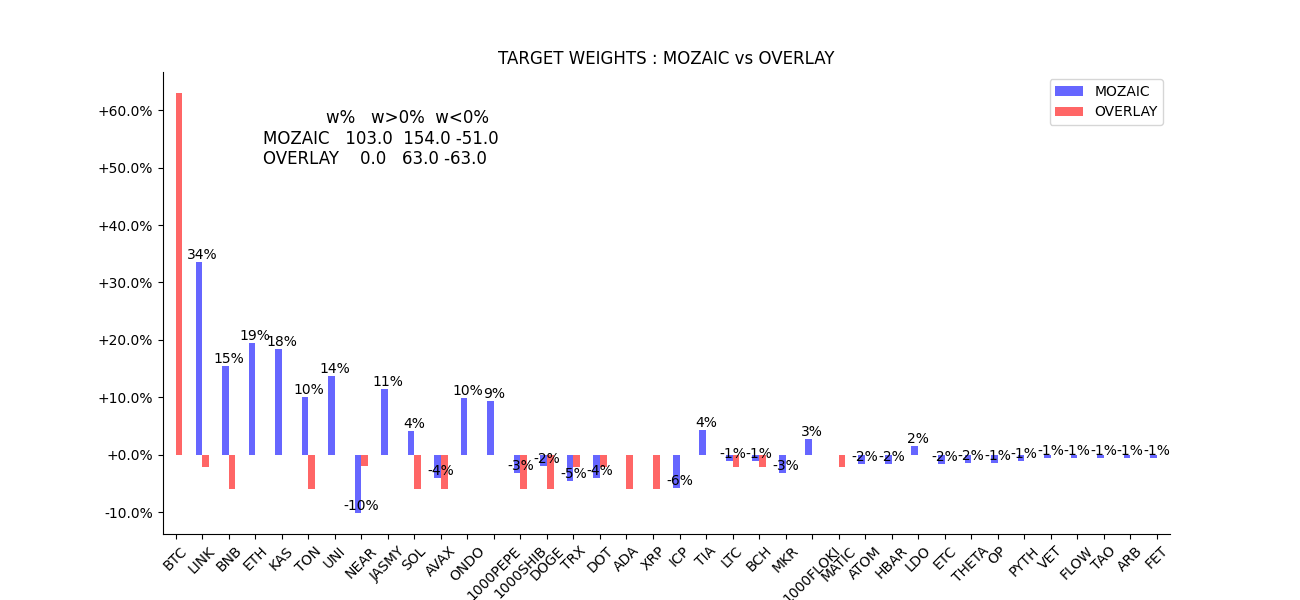 TARGET WEIGHTS : MOZAIC vs OVERLAY
MOZAIC
OVERLAY
w% w>0% w<0%
MOZAIC 103.0 154.0 -51.0
OVERLAY 0.0 63.0 -63.0
+60.0%
+50.0%
+40.0%
+30.0%
+20.0%
+10.0%
+0.0%
-10.0%
34%
15%
19%
18%
10%
14%
-10%
11%
4%
-4%
10%
9%
-3%
-2%
-5%
-4%
-6%
4%
-1%
-1%
-3%
3%
-2%
-2%
2%
-2%
-2%
-1%
-1%
-1%
-1%
-1%
-1%
-1%
BTC
LINK
BNB
ETH
KAS
TON
UNI
NEAR
JASMY
SOL
AVAX
ONDO
1000PEPE
1000SHIB
DOGE
TRX
DOT
ADA
XRP
ICP
TIA
LTC
BCH
MKR
1000FLOKI
MATIC
ATOM
HBAR
LDO
ETC
THETA
OP
PYTH
VET
FLOW
TAO
ARB
FET